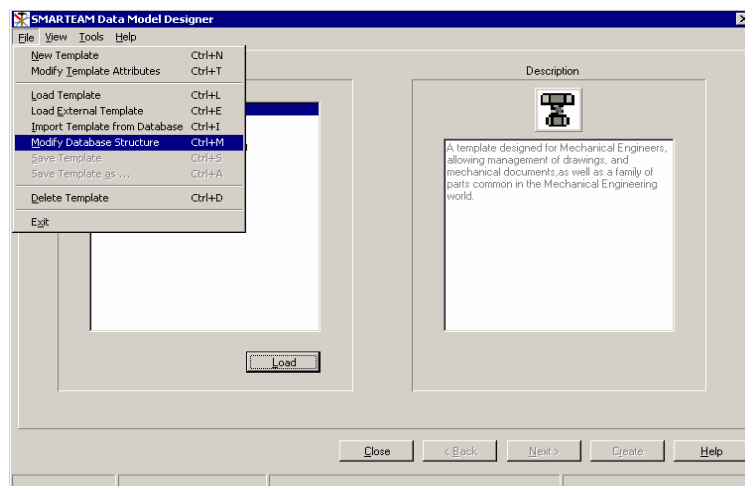 SMARTEAM Data Model Designer
File View Tools Help
New Template Ctrl+N
Modify Template Attributes Ctrl+T
Load Template Ctrl+L
Load External Template Ctrl+E
Import Template from Database Ctrl+I
Modify Database Structure Ctrl+M
Save Template Ctrl+S
Save Template as ... Ctrl+A
Delete Template Ctrl+D
Exit
Description
A template designed for Mechanical Engineers,
allowing management of drawings, and
mechanical documents,as well as a family of
parts common in the Mechanical Engineering
world.
Load
Close < Back Next > Create Help